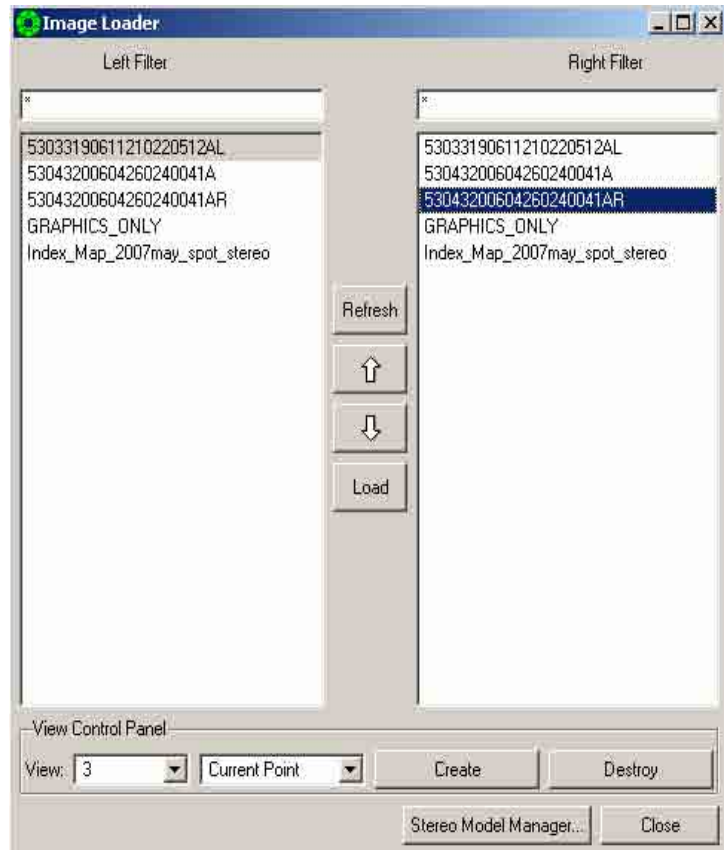 Image Loader
Left Filter
Right Filter
*
*
53033190611210220512AL
53043200604260240041A
53043200604260240041AR
GRAPHICS_ONLY
Index_Map_2007may_spot_stereo
53033190611210220512AL
53043200604260240041A
53043200604260240041AR
GRAPHICS_ONLY
Index_Map_2007may_spot_stereo
Refresh
Load
View Control Panel
View: 3
Current Point
Create
Destroy
Stereo Model Manager...
Close